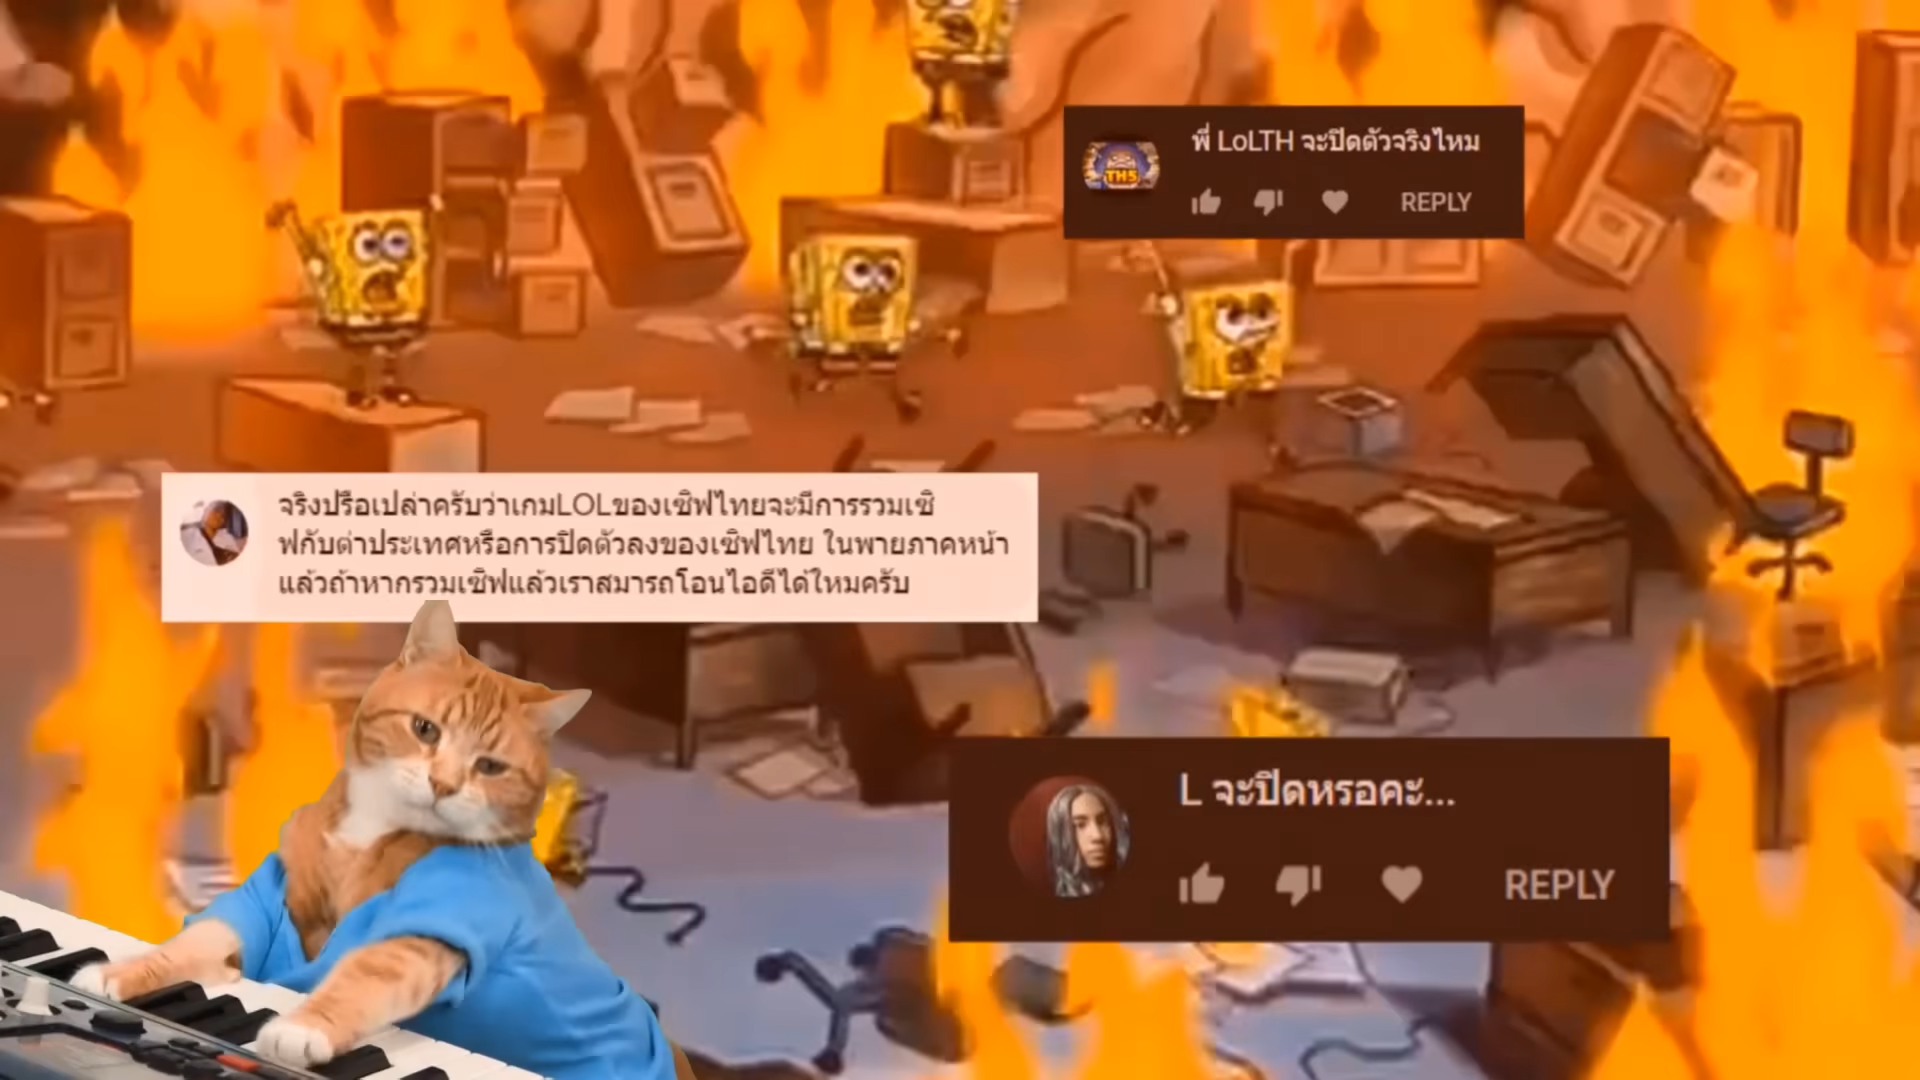 พี่ LoLTH จะปิดตัวจริงไหม
REPLY
TH5
จริงปรือเปล่าครับว่าเกมLOLของเซิฟไทยจะมีการรวมเซิ
ฟกับต่าประเทศหรือการปิดตัวลงของเซิฟไทย ในพายภาคหน้า
แล้วถ้าหากรวมเซิฟแล้วเราสมารถโอนไอดีได้ใหมครับ
L จะปิดหรอคะ...
REPLY